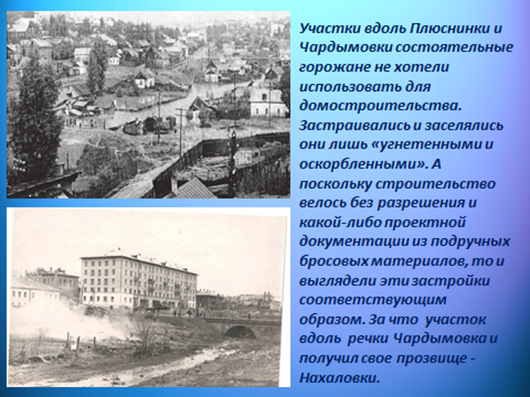 Участки вдоль Плюснинки и
Чардымовки состоятельные
горожане не хотели
использовать для
домостроительства.
Застраивались и заселялись
они лишь «угнетенными и
оскорбленными». А
поскольку строительство
велось без разрешения и
какой-либо проектной
документации из подручных
бросовых материалов, то и
выглядели эти застройки
соответствующим
образом. За что участок
вдоль речки Чардымовка и
получил свое прозвище -
Нахаловки.